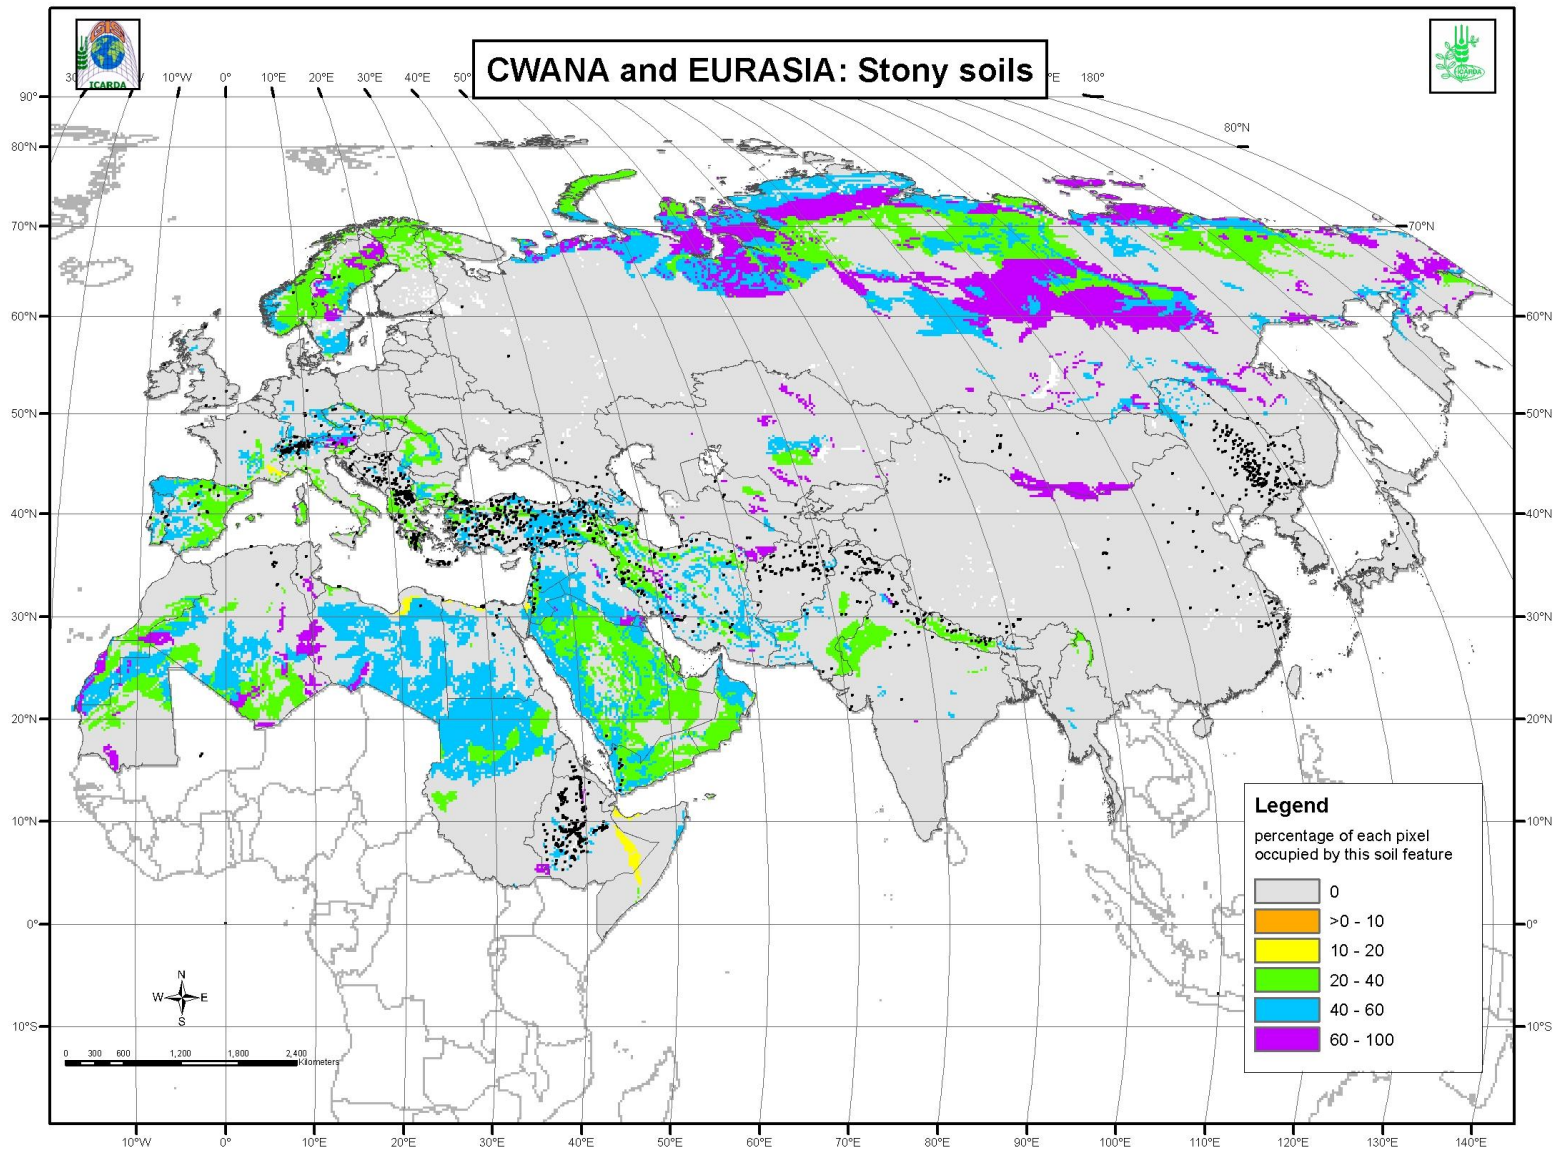 CWANA and EURASIA: Stony soils
GIS
ICARDA
ICARDA
10°W 0° 10°E 20°E 30°E 40°E 50° °E 180°
90°
80°
70°
60°
50°N
40°N
30°N
20°N
10°N
0°
10°S
80°N
70°N
60°N
50°N
40°N
30°N
20°N
10°N
0°
10°S
Legend
percentage of each pixel
occupied by this soil feature
0
>0 - 10
10 - 20
20 - 40
40 - 60
60 - 100
N
W E
S
0 300 600 1,200 1,800 2,400
Kilometers
10°W 0° 10°E 20°E 30°E 40°E 50°E 60°E 70°E 80°E 90°E 100°E 110°E 120°E 130°E 140°E